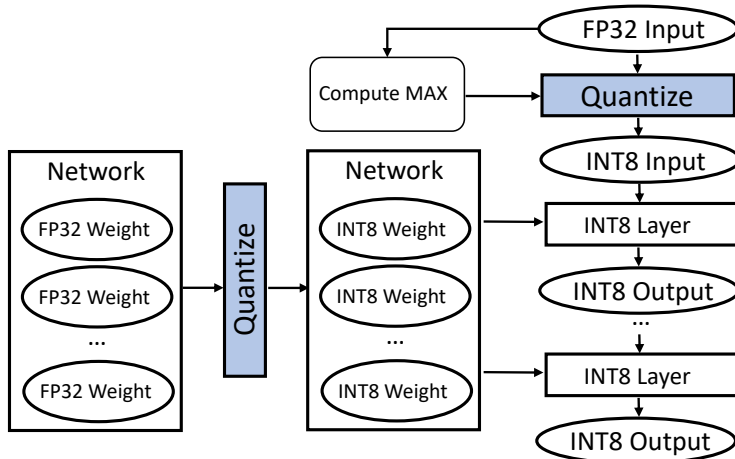 FP32 Input
Compute MAX
Quantize
INT8 Input
Network
FP32 Weight
FP32 Weight
...
FP32 Weight
Quantize
Network
INT8 Weight
INT8 Weight
...
INT8 Weight
INT8 Layer
INT8 Output
...
INT8 Layer
INT8 Output